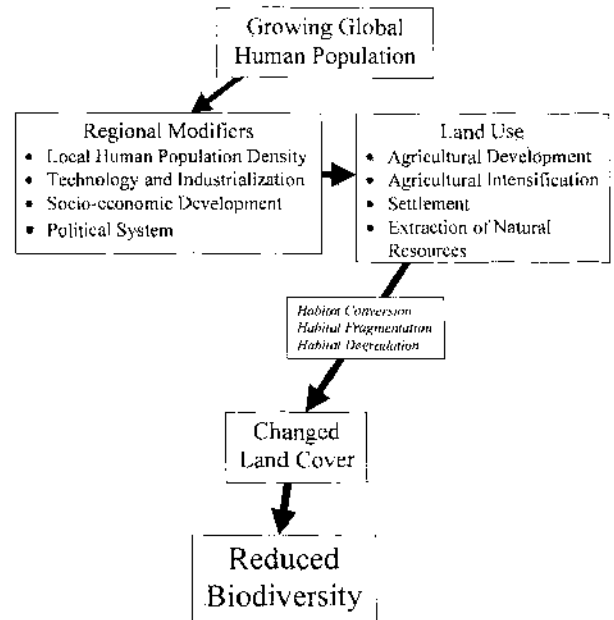 Growing Global
Human Population
Regional Modifiers
• Local Human Population Density
• Technology and Industrialization
• Socio-economic Development
• Political System
Land Use
• Agricultural Development
• Agricultural Intensification
• Settlement
• Extraction of Natural
Resources
Habitat Conversion
Habitat Fragmentation
Habitat Degradation
Changed
Land Cover
Reduced
Biodiversity